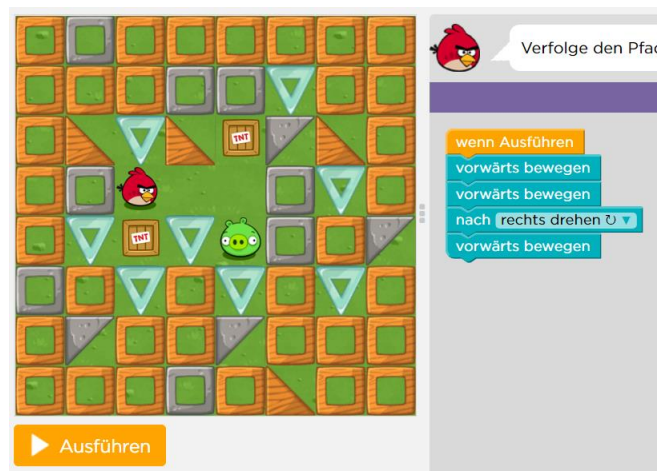 Verfolge den Pfad
wenn Ausführen
vorwärts bewegen
vorwärts bewegen
nach rechts drehen ↻ ▼
vorwärts bewegen
TNT
TNT
Ausführen